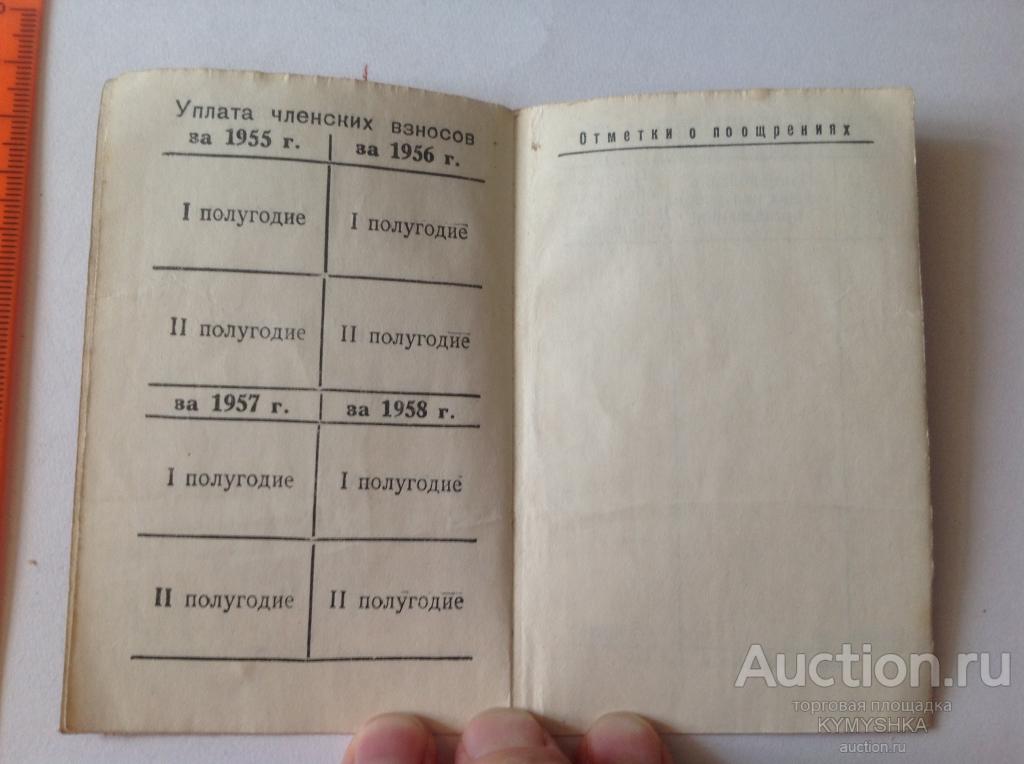 Уплата членских взносов
за 1955 г. за 1956 г.
I полугодие I полугодие
II полугодие II полугодие
за 1957 г. за 1958 г.
I полугодие I полугодие
II полугодие II полугодие
Отметки о поощрениях
Auction.ru
торговая площадка
KYMYSHKA
auction.ru